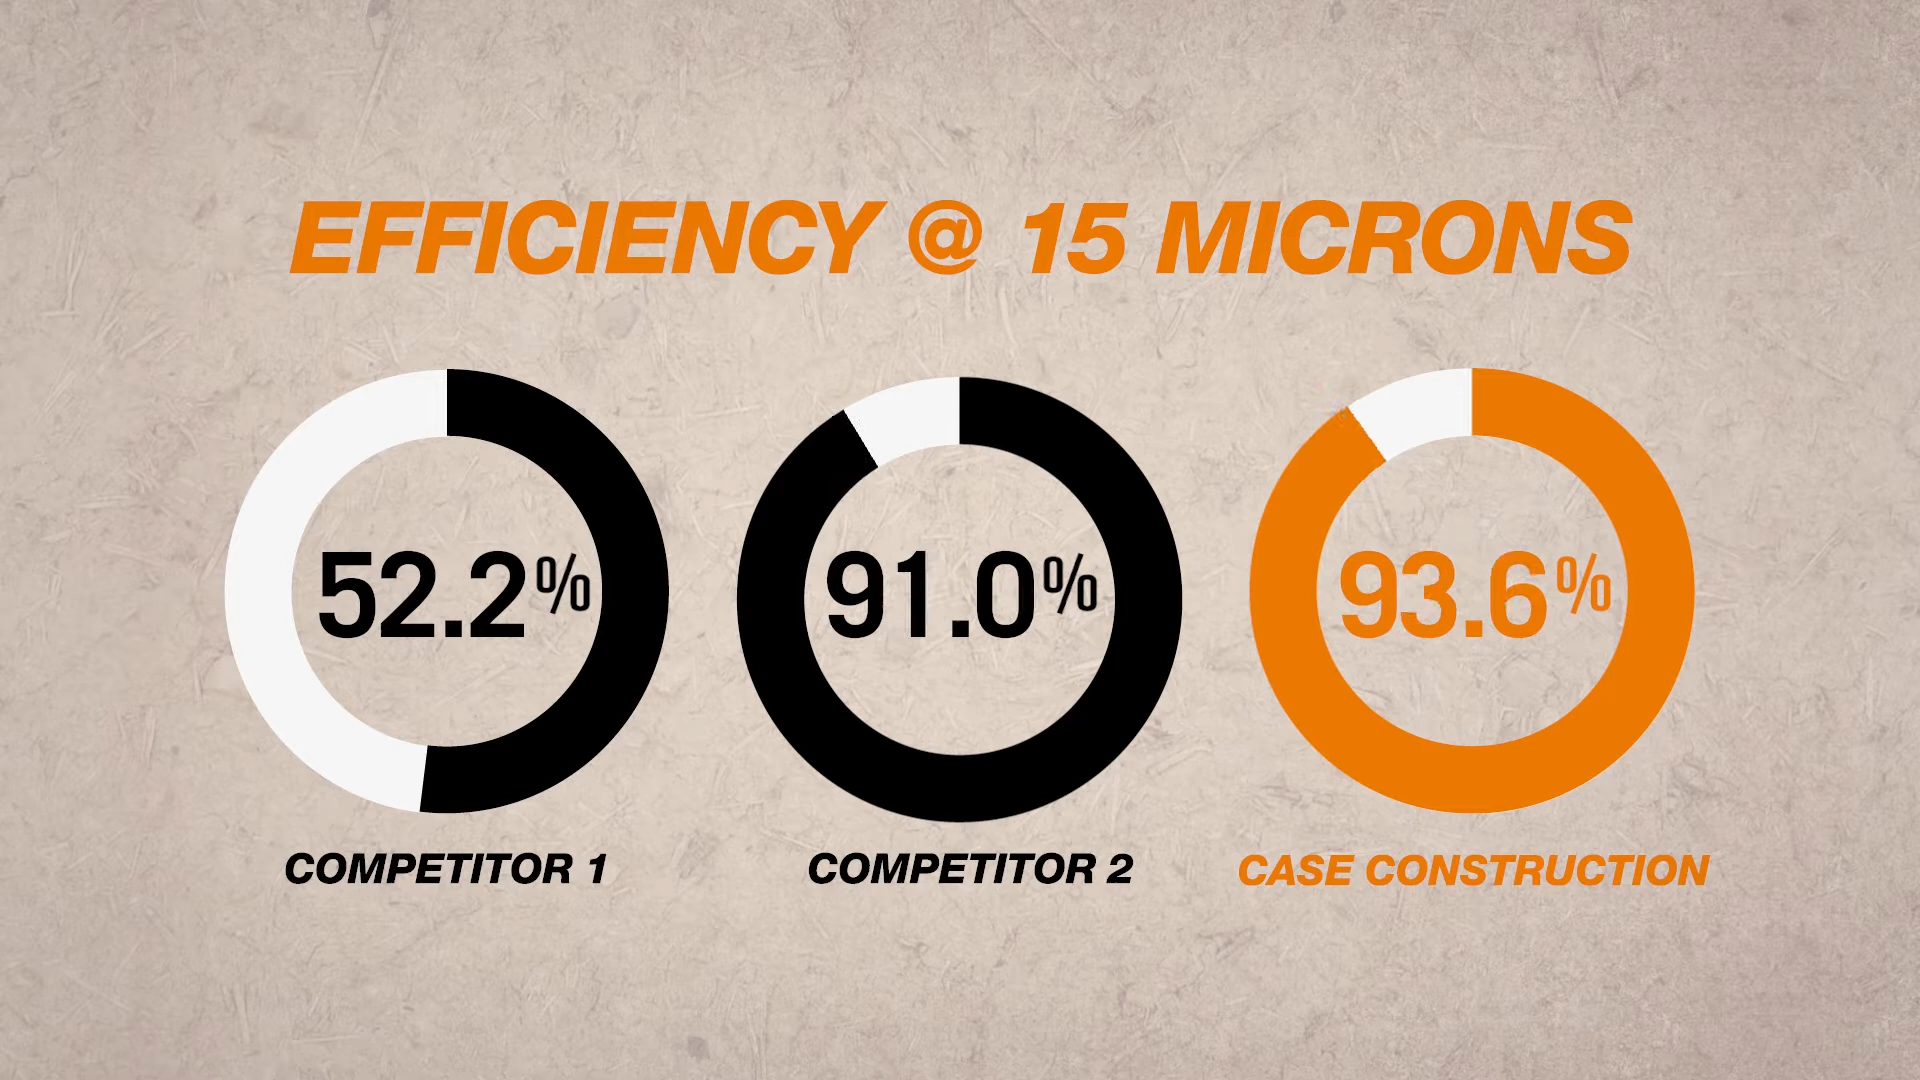 EFFICIENCY @ 15 MICRONS
52.2%
91.0%
93.6%
COMPETITOR 1
COMPETITOR 2
CASE CONSTRUCTION